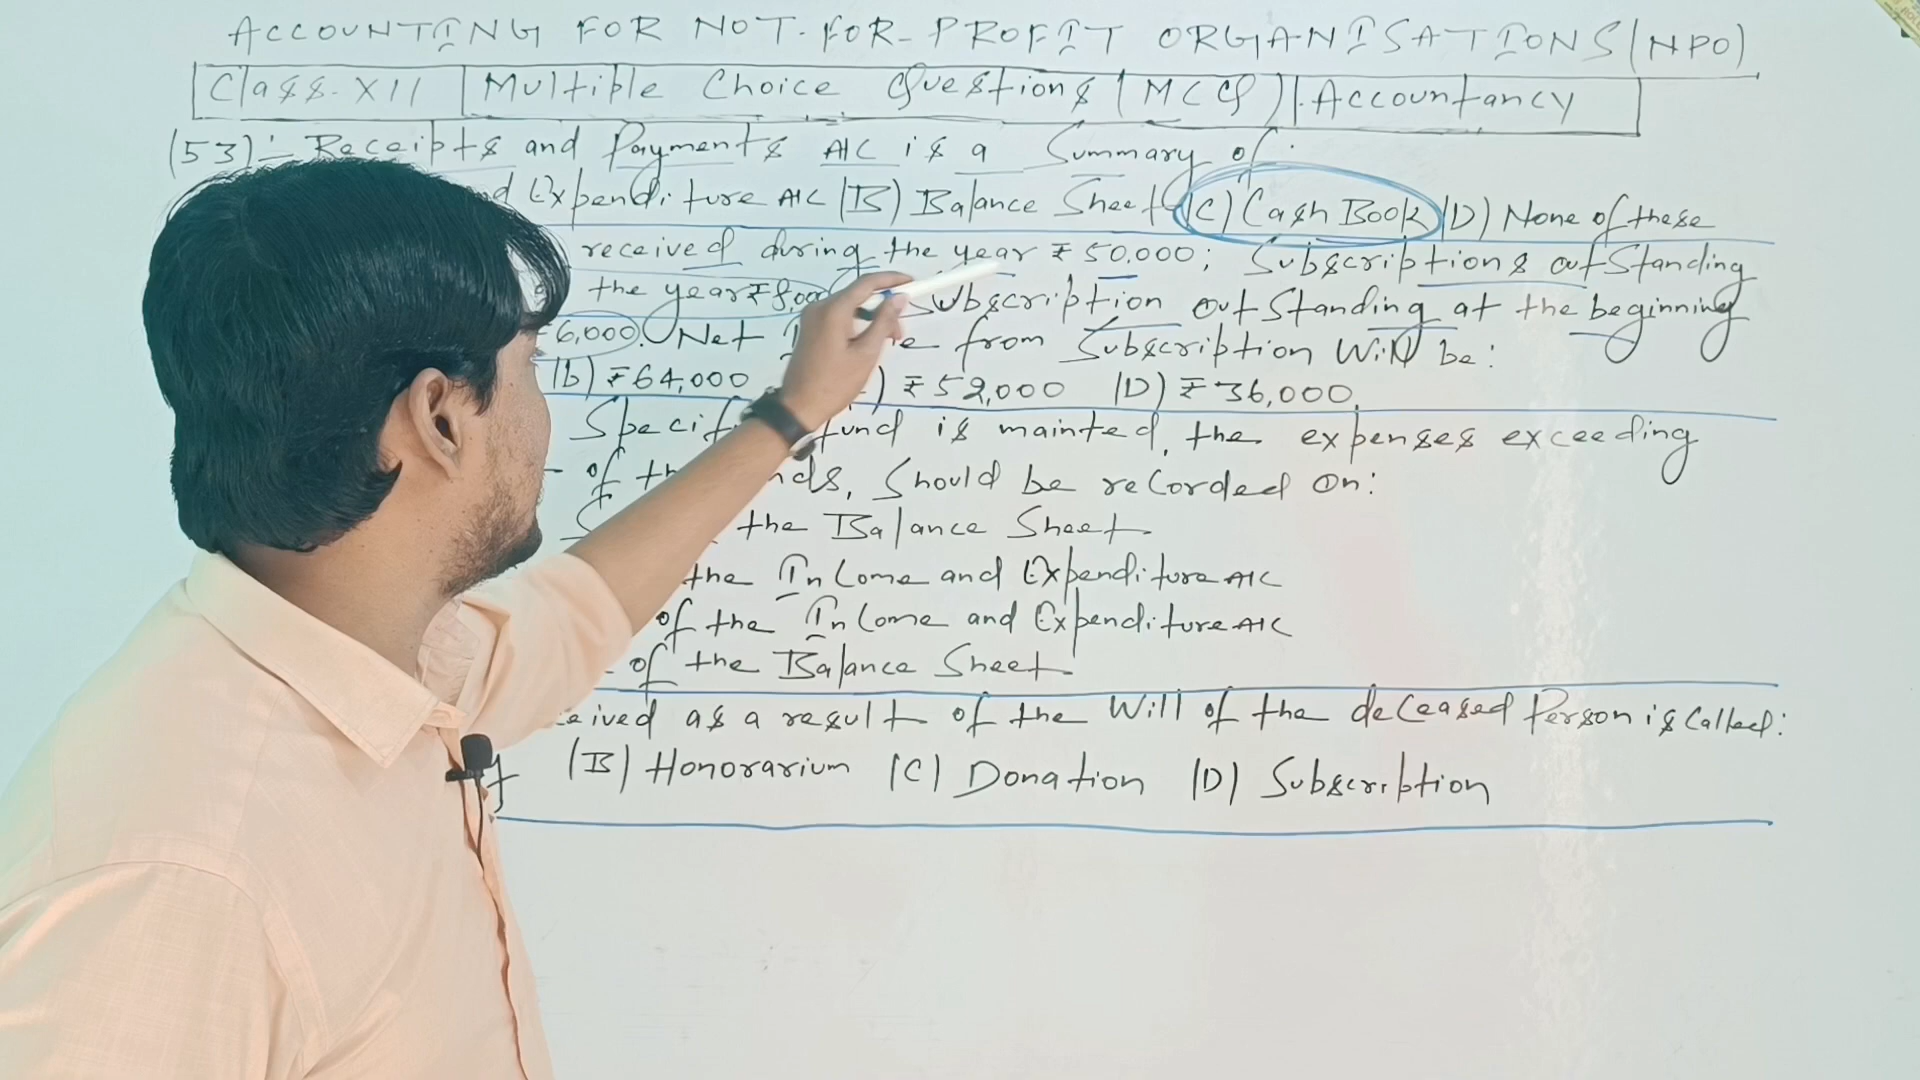 ACCOUNTING FOR NOT-FOR-PROFIT ORGANISATIONS (NPO)
Class-XII Multiple Choice Questions (MCQ) Accountancy
(53):- Receipts and Payments A/C is a Summary of:
Expenditure A/C (B) Balance Sheet (C) Cash Book (D) None of these
received during the year ₹50,000; Subscriptions outstanding
the year ₹8,000 Subscription outstanding at the beginning
6,000. Net from Subscription Will be:
(b) ₹64,000 ₹52,000 (D) ₹36,000.
fund is mainted, the expenses exceeding
of Should be recorded on:
the Balance Sheet.
the Income and Expenditure A/C
of the Income and Expenditure A/C
of the Balance Sheet.
as a result of the Will of the deceased Person is Called:
(B) Honorarium (C) Donation (D) Subscription